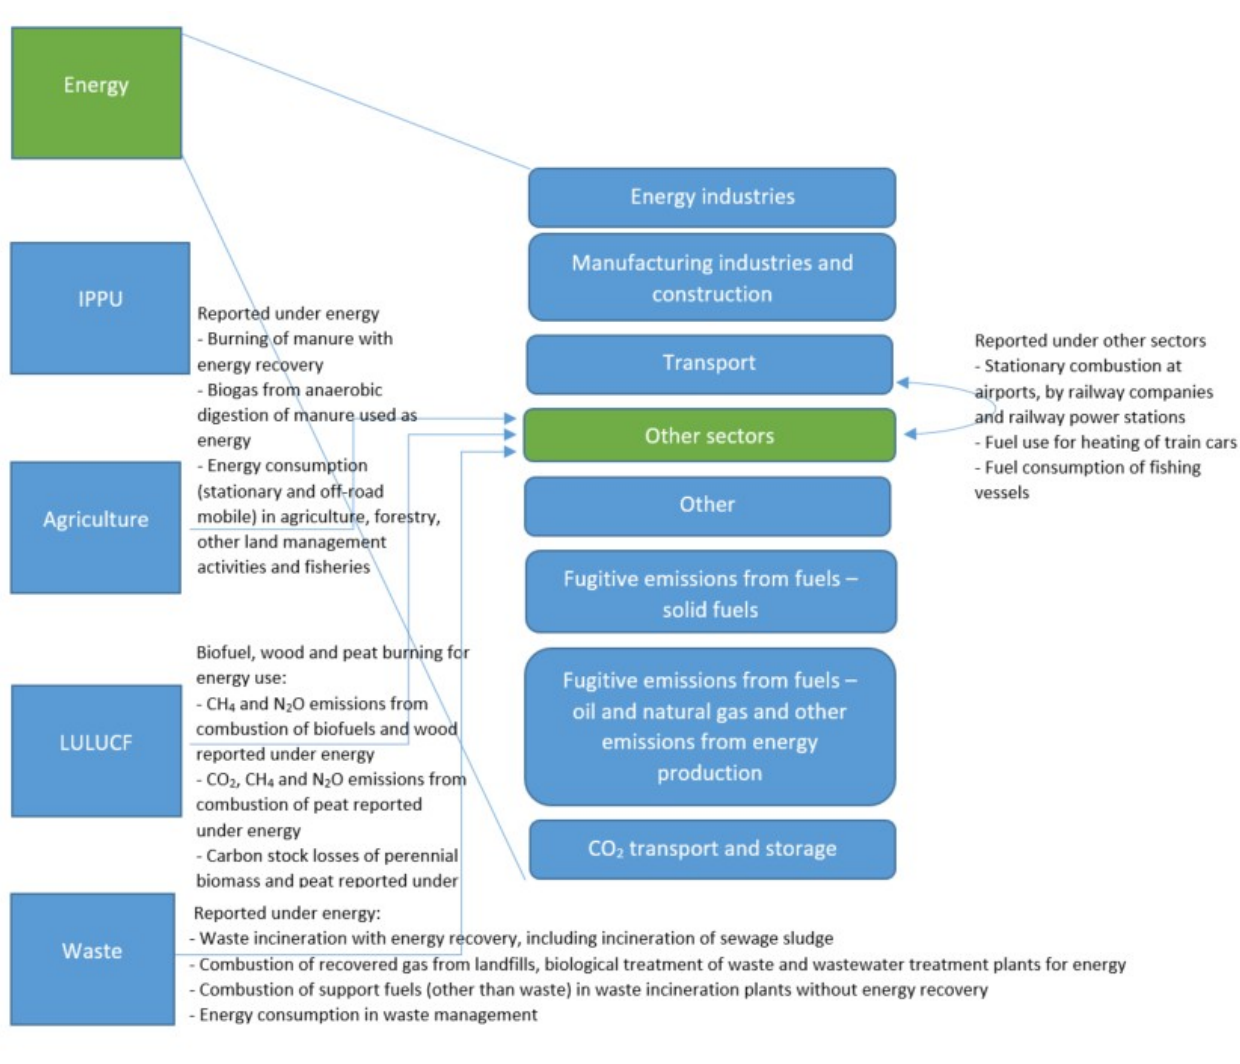 Energy
Energy industries
Manufacturing industries and
construction
IPPU
Reported under energy
- Burning of manure with
energy recovery
- Biogas from anaerobic
digestion of manure used as
energy
- Energy consumption
(stationary and off-road
mobile) in agriculture, forestry,
other land management
activities and fisheries
Transport
Reported under other sectors
- Stationary combustion at
airports, by railway companies
and railway power stations
- Fuel use for heating of train cars
- Fuel consumption of fishing
vessels
Other sectors
Agriculture
Other
Fugitive emissions from fuels –
solid fuels
Fugitive emissions from fuels –
oil and natural gas and other
emissions from energy
production
LULUCF
Biofuel, wood and peat burning for
energy use:
- CH₄ and N₂O emissions from
combustion of biofuels and wood
reported under energy
- CO₂, CH₄ and N₂O emissions from
combustion of peat reported
under energy
- Carbon stock losses of perennial
biomass and peat reported under
CO₂ transport and storage
Waste
Reported under energy:
- Waste incineration with energy recovery, including incineration of sewage sludge
- Combustion of recovered gas from landfills, biological treatment of waste and wastewater treatment plants for energy
- Combustion of support fuels (other than waste) in waste incineration plants without energy recovery
- Energy consumption in waste management